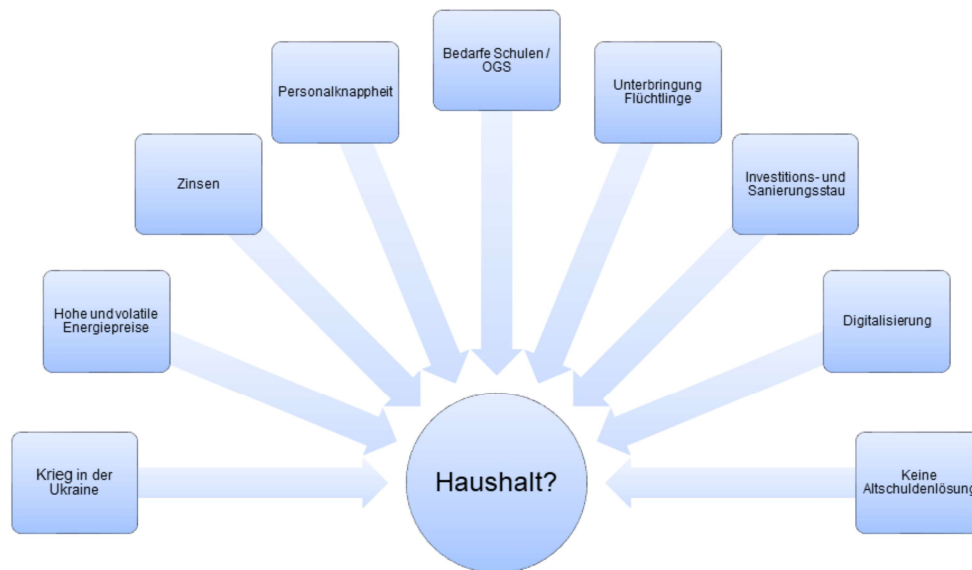 Bedarfe Schulen /
OGS
Personalknappheit
Unterbringung
Flüchtlinge
Zinsen
Investitions- und
Sanierungsstau
Hohe und volatile
Energiepreise
Digitalisierung
Krieg in der
Ukraine
Haushalt?
Keine
Altschuldenlösung